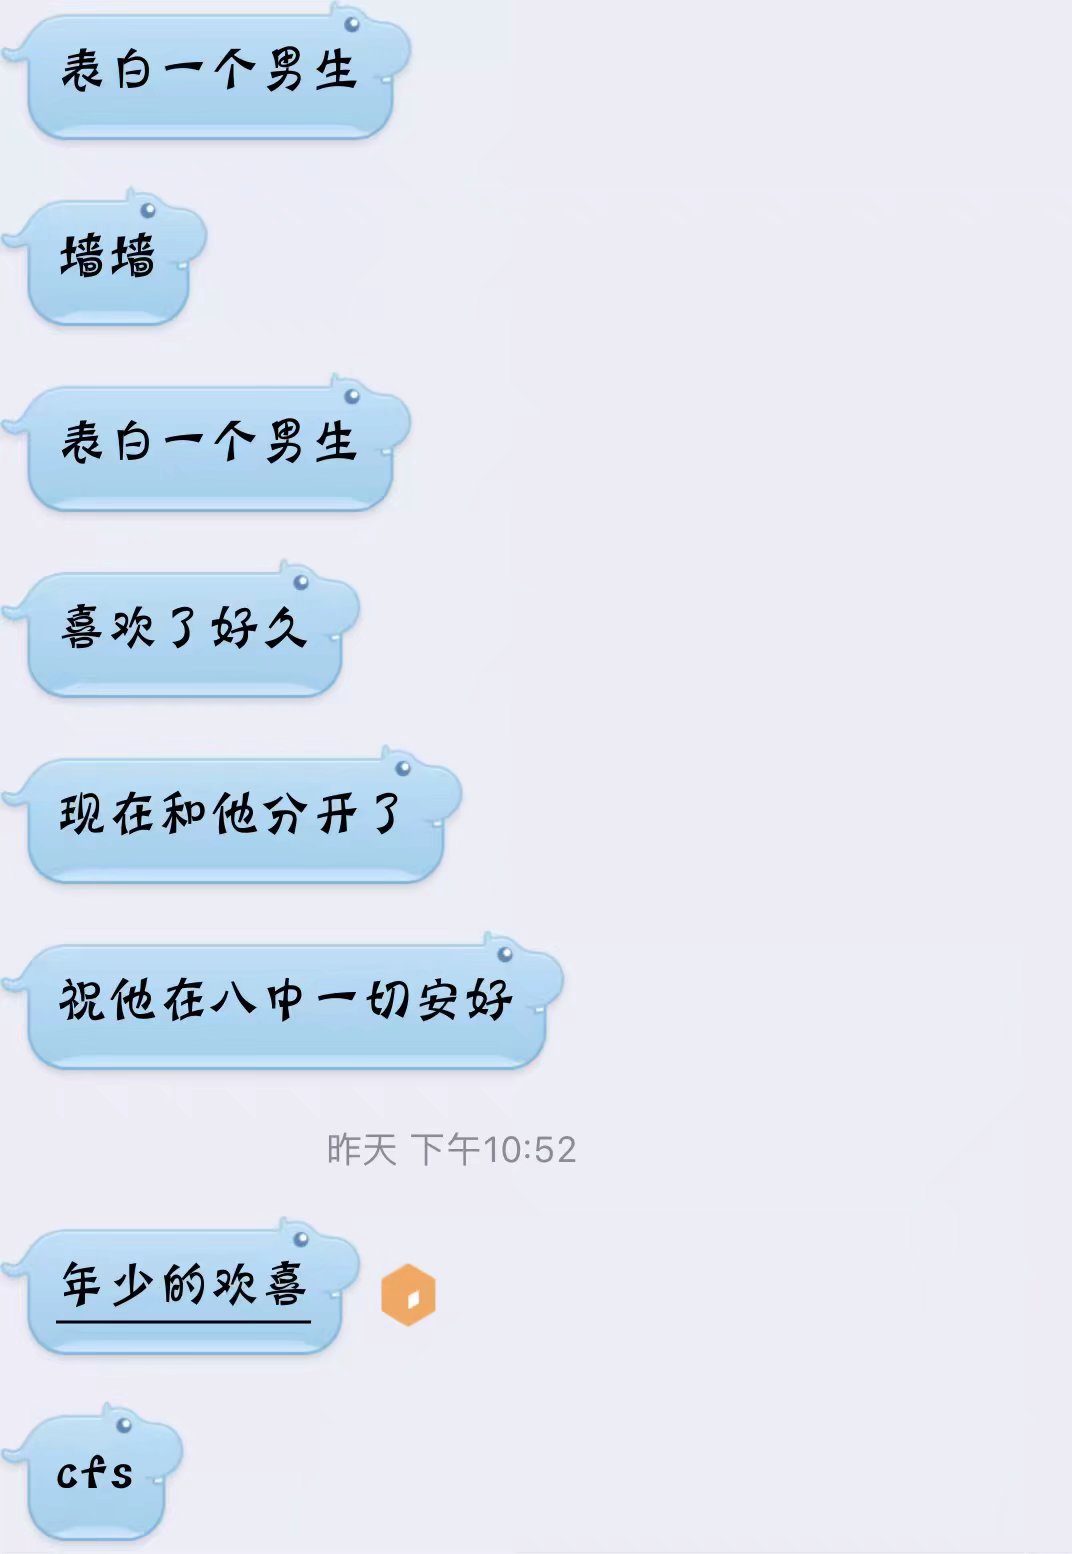 表白一个男生
墙墙
表白一个男生
喜欢了好久
现在和他分开了
祝他在八中一切安好
昨天 下午10:52
年少的欢喜
cfs